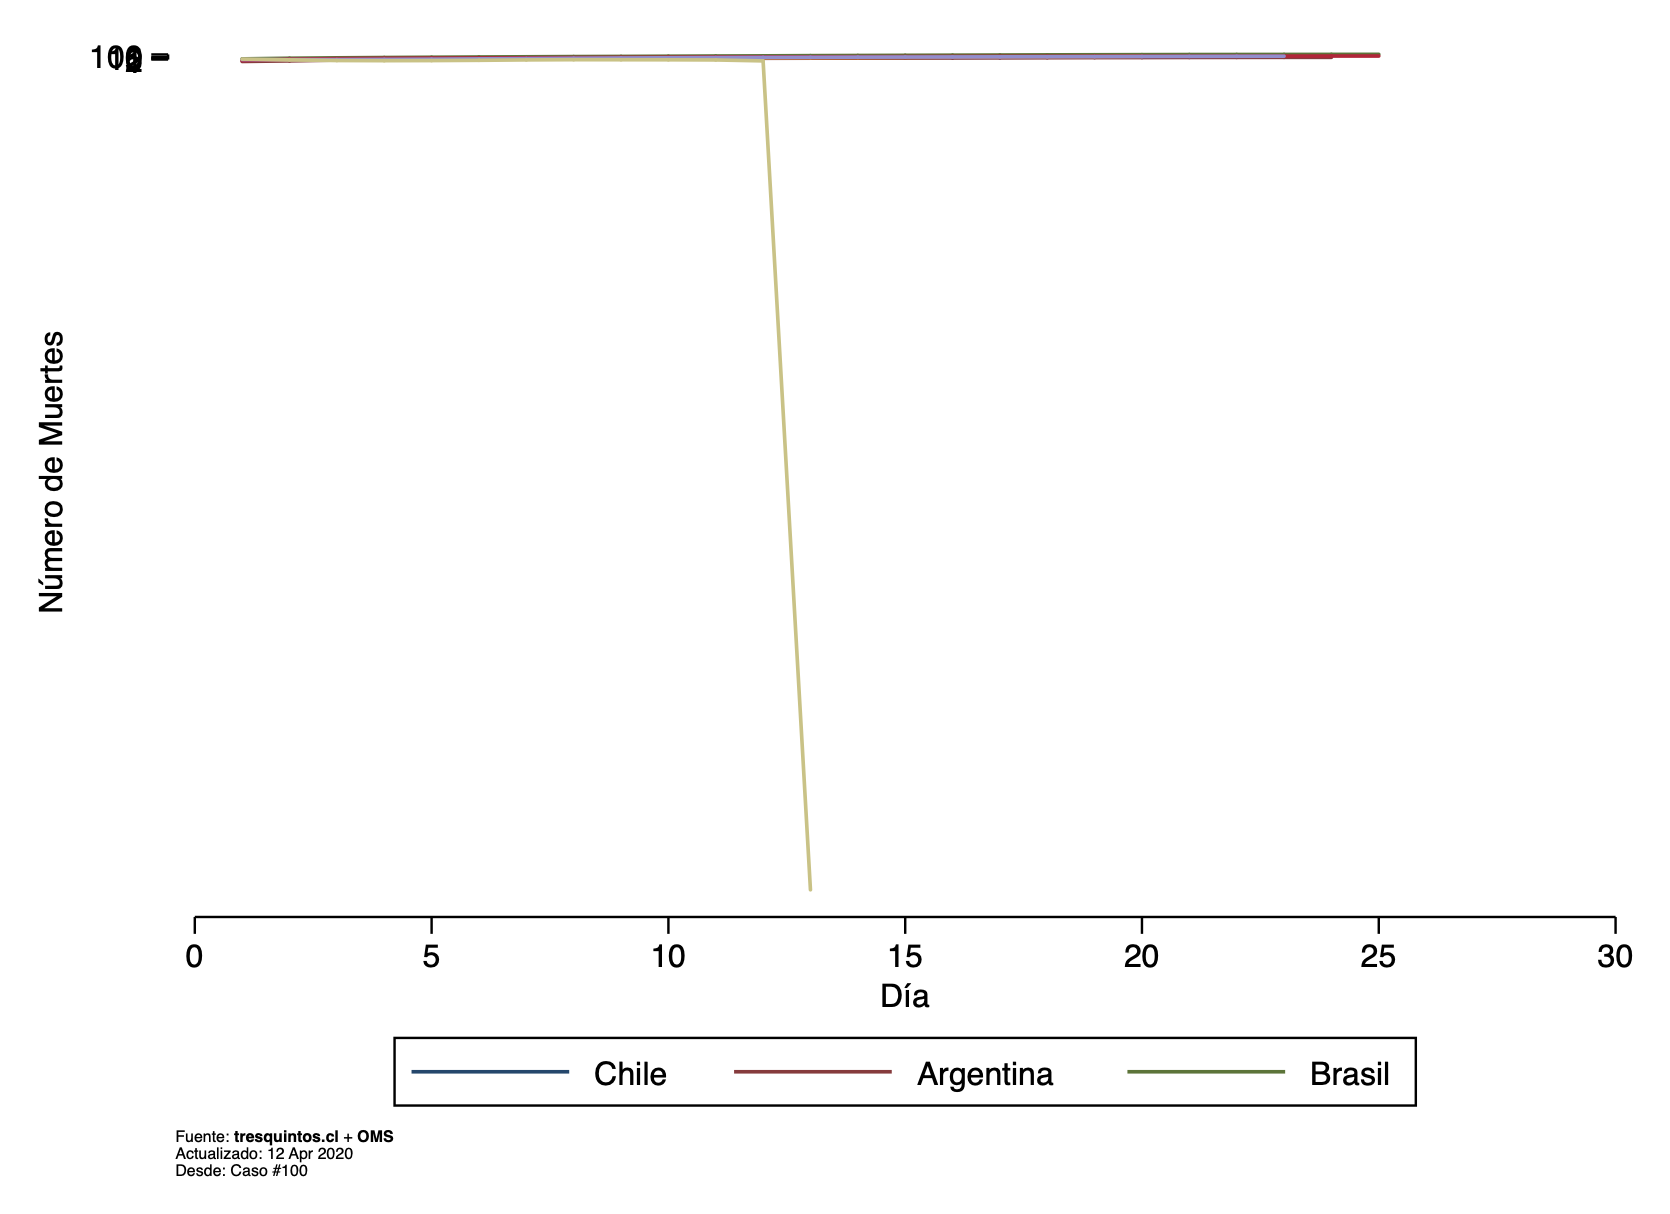 Número de Muertes
0 5 10 15 20 25 30
Día
Chile Argentina Brasil
Fuente: tresquintos.cl + OMS
Actualizado: 12 Apr 2020
Desde: Caso #100